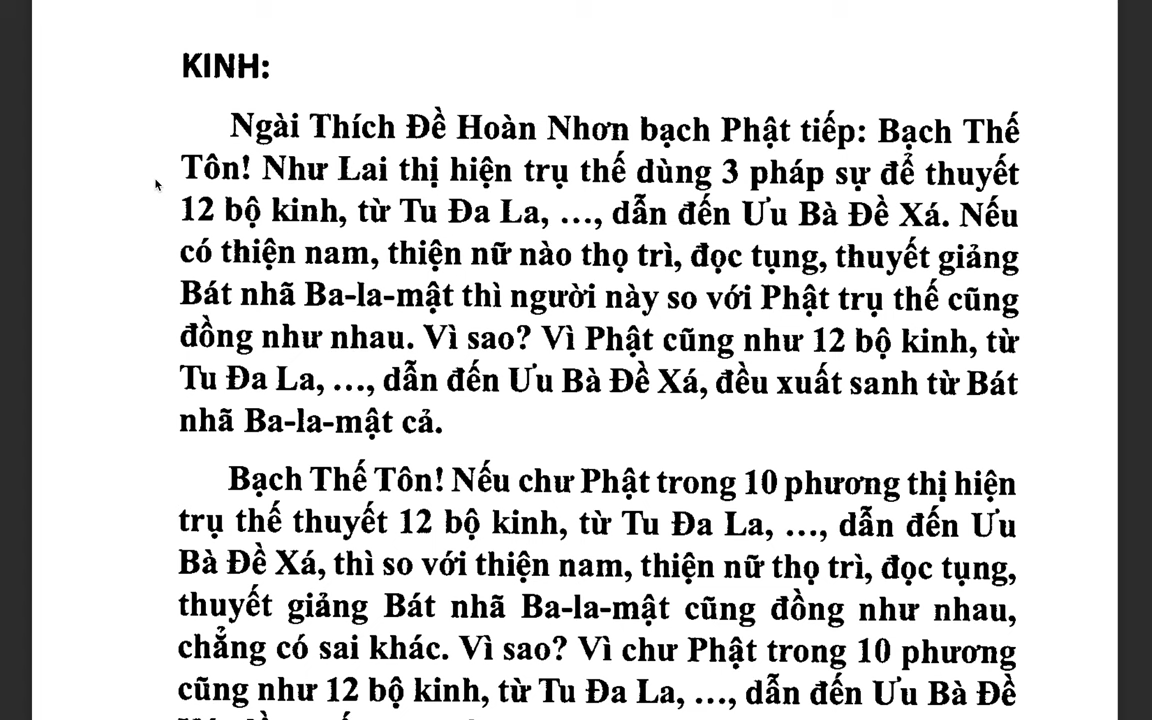 KINH:
Ngài Thích Đề Hoàn Nhơn bạch Phật tiếp: Bạch Thế
Tôn! Như Lai thị hiện trụ thế dùng 3 pháp sự để thuyết
12 bộ kinh, từ Tu Đa La, ..., dẫn đến Ưu Bà Đề Xá. Nếu
có thiện nam, thiện nữ nào thọ trì, đọc tụng, thuyết giảng
Bát nhã Ba-la-mật thì người này so với Phật trụ thế cũng
đồng như nhau. Vì sao? Vì Phật cũng như 12 bộ kinh, từ
Tu Đa La, ..., dẫn đến Ưu Bà Đề Xá, đều xuất sanh từ Bát
nhã Ba-la-mật cả.
Bạch Thế Tôn! Nếu chư Phật trong 10 phương thị hiện
trụ thế thuyết 12 bộ kinh, từ Tu Đa La, ..., dẫn đến Ưu
Bà Đề Xá, thì so với thiện nam, thiện nữ thọ trì, đọc tụng,
thuyết giảng Bát nhã Ba-la-mật cũng đồng như nhau,
chẳng có sai khác. Vì sao? Vì chư Phật trong 10 phương
cũng như 12 bộ kinh, từ Tu Đa La, ..., dẫn đến Ưu Bà Đề